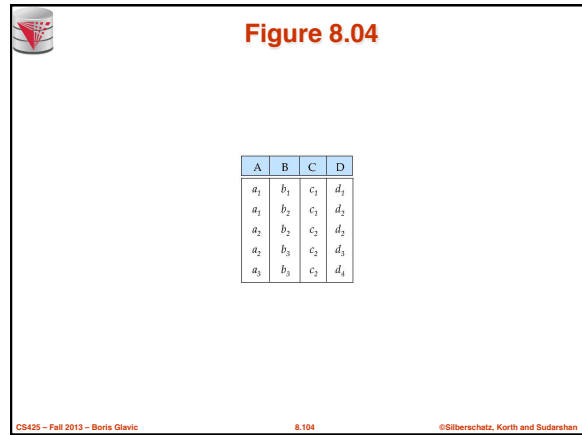 Figure 8.04
A B C D
a₁ b₁ c₁ d₁
a₁ b₂ c₁ d₂
a₂ b₂ c₂ d₂
a₂ b₃ c₂ d₃
a₃ b₃ c₂ d₄
CS425 – Fall 2013 – Boris Glavic 8.104 ©Silberschatz, Korth and Sudarshan